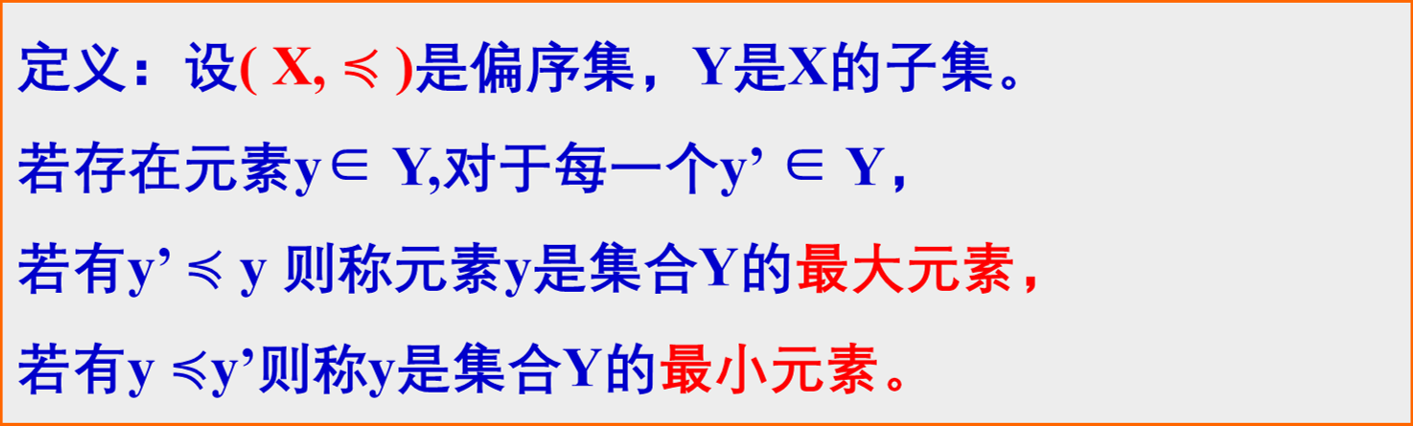 定义：设( X, ≼ )是偏序集，Y是X的子集。
若存在元素y∈ Y,对于每一个y’ ∈ Y，
若有y’ ≼ y 则称元素y是集合Y的最大元素，
若有y ≼y’则称y是集合Y的最小元素。